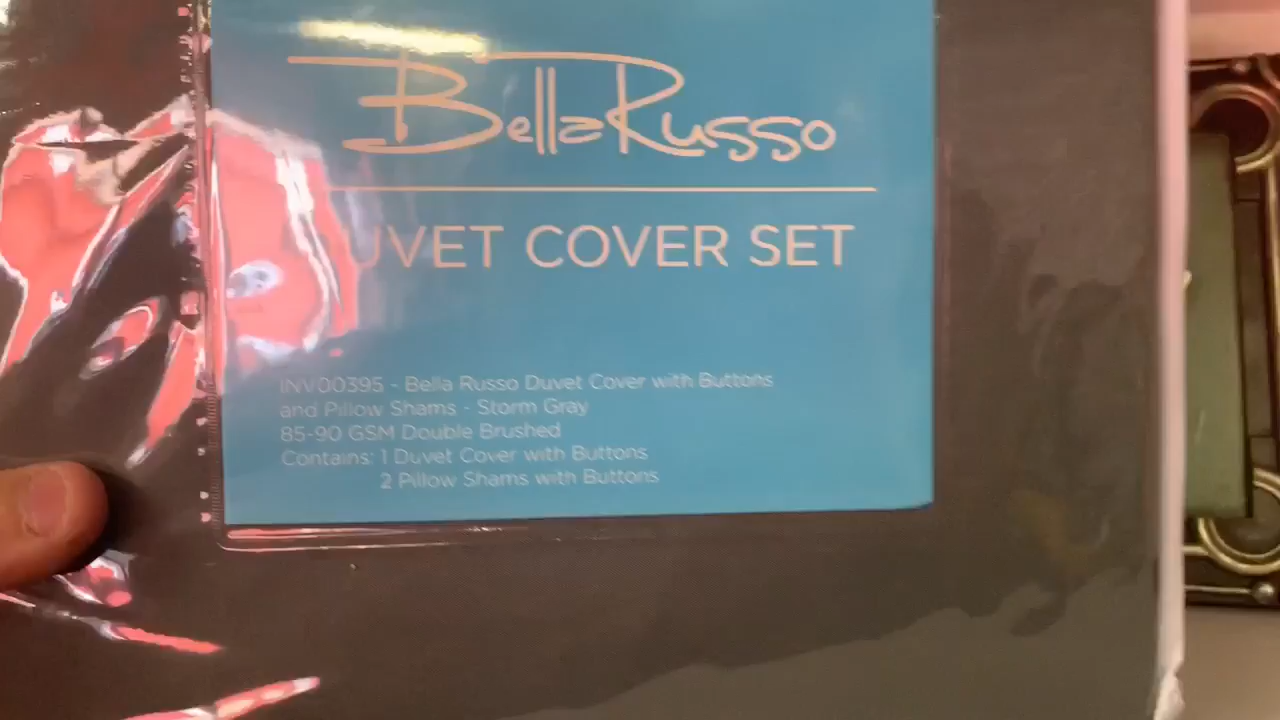 BellaRusso
DUVET COVER SET
INV00395 - Bella Russo Duvet Cover with Buttons
and Pillow Shams - Storm Gray
85-90 GSM Double Brushed
Contains: 1 Duvet Cover with Buttons
2 Pillow Shams with Buttons